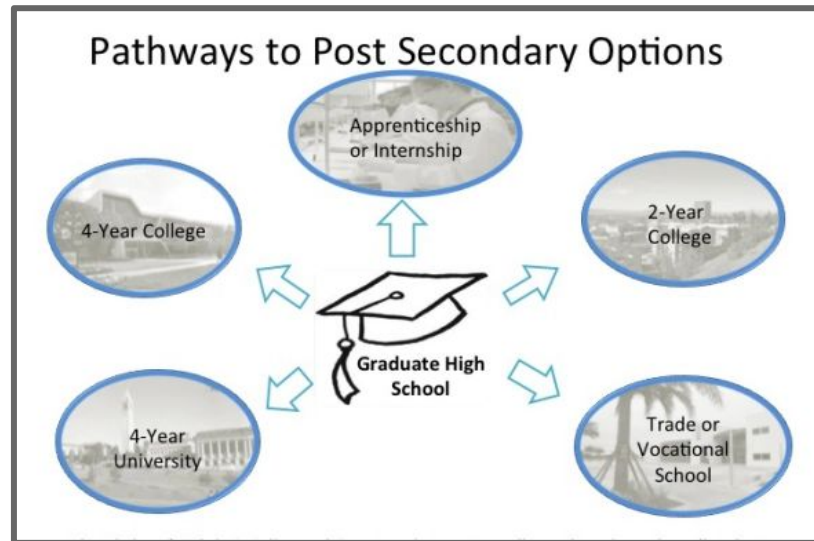 Pathways to Post Secondary Options
Apprenticeship
or Internship
4-Year College
2-Year
College
Graduate High
School
4-Year
University
Trade or
Vocational
School